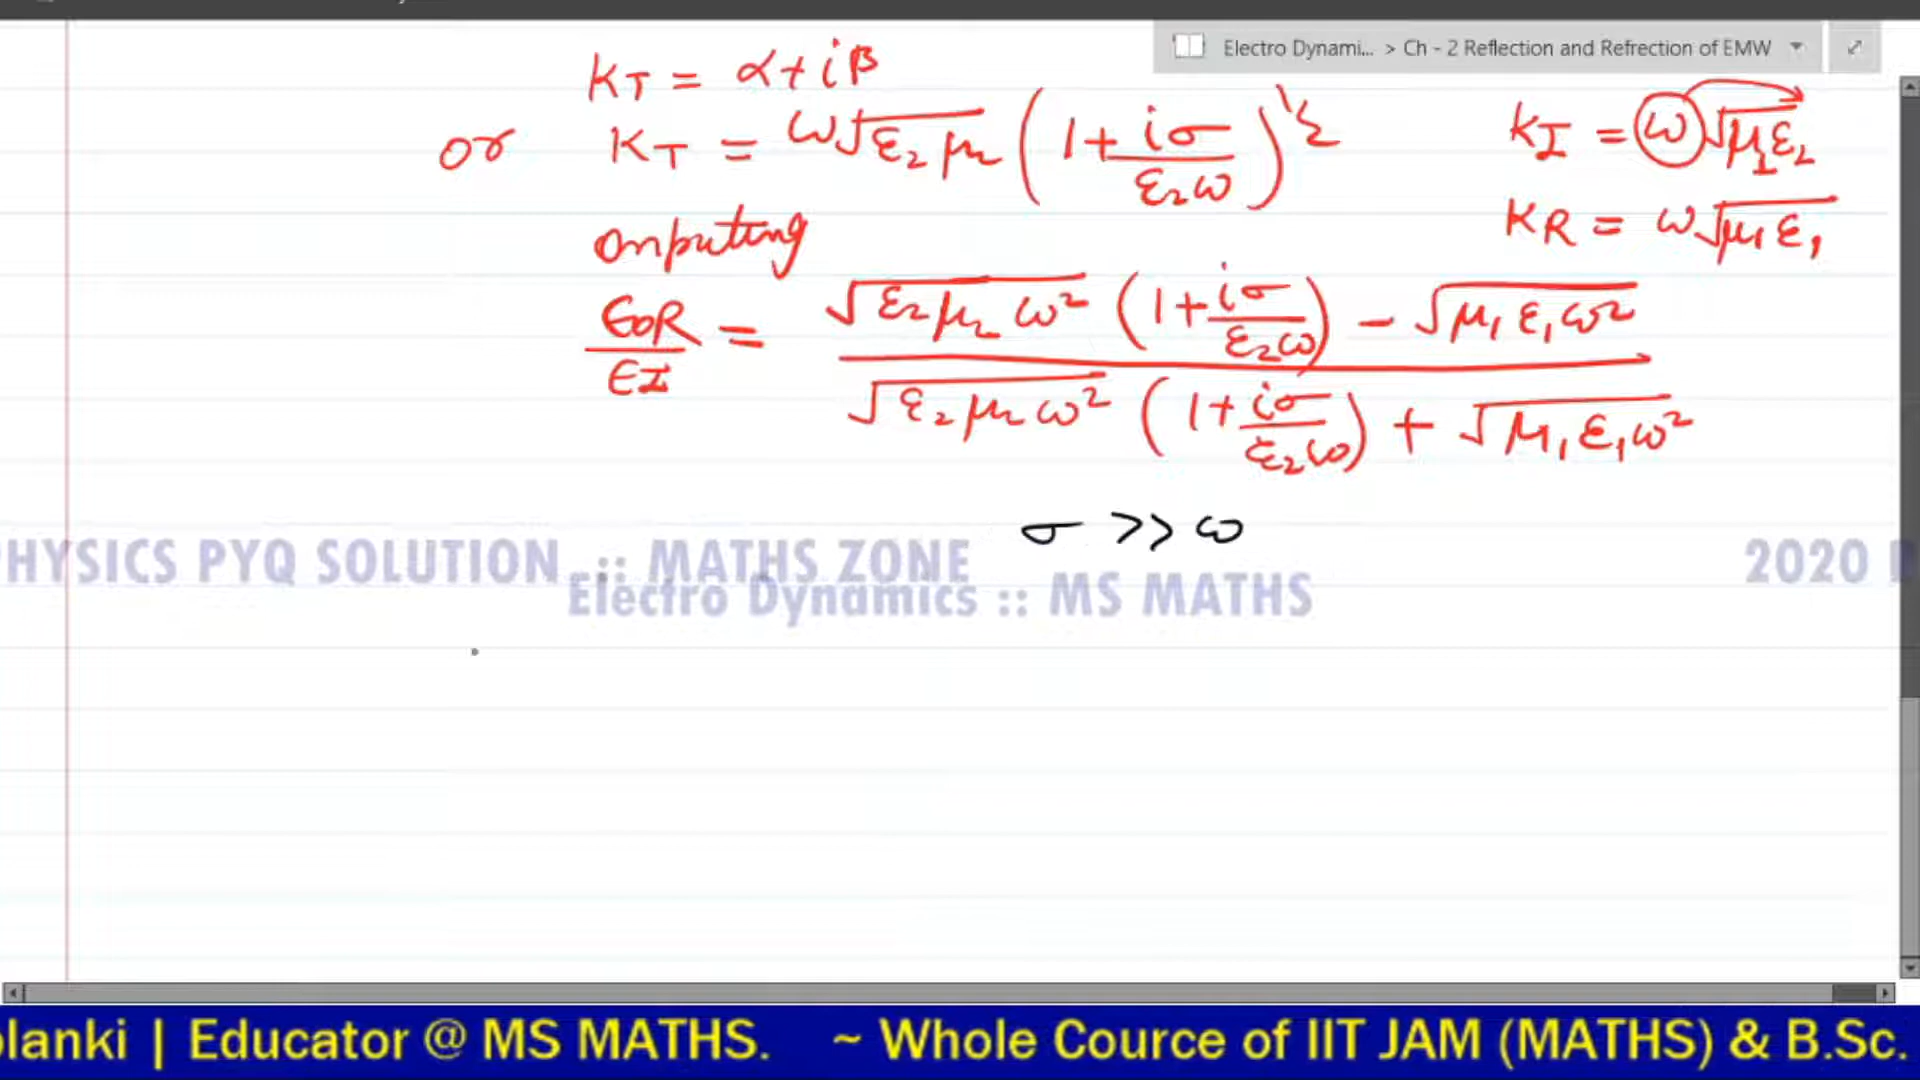 Electro Dynami... > Ch - 2 Reflection and Refrection of EMW
K_T = α + iβ
or K_T = ω√ε₂μ₂ (1 + iσ/ε₂ω)^½
K_I = ω√μ₁ε₂
K_R = ω√μ₁ε₁
onputting
E₀R/EI = √ε₂μ₂ω² (1 + iσ/ε₂ω) − √μ₁ε₁ω² / √ε₂μ₂ω² (1 + iσ/ε₂ω) + √μ₁ε₁ω²
σ >> ω
HYSICS PYQ SOLUTION :: MATHS ZONE
2020
Electro Dynamics :: MS MATHS
olanki | Educator @ MS MATHS. ~ Whole Cource of IIT JAM (MATHS) & B.Sc.